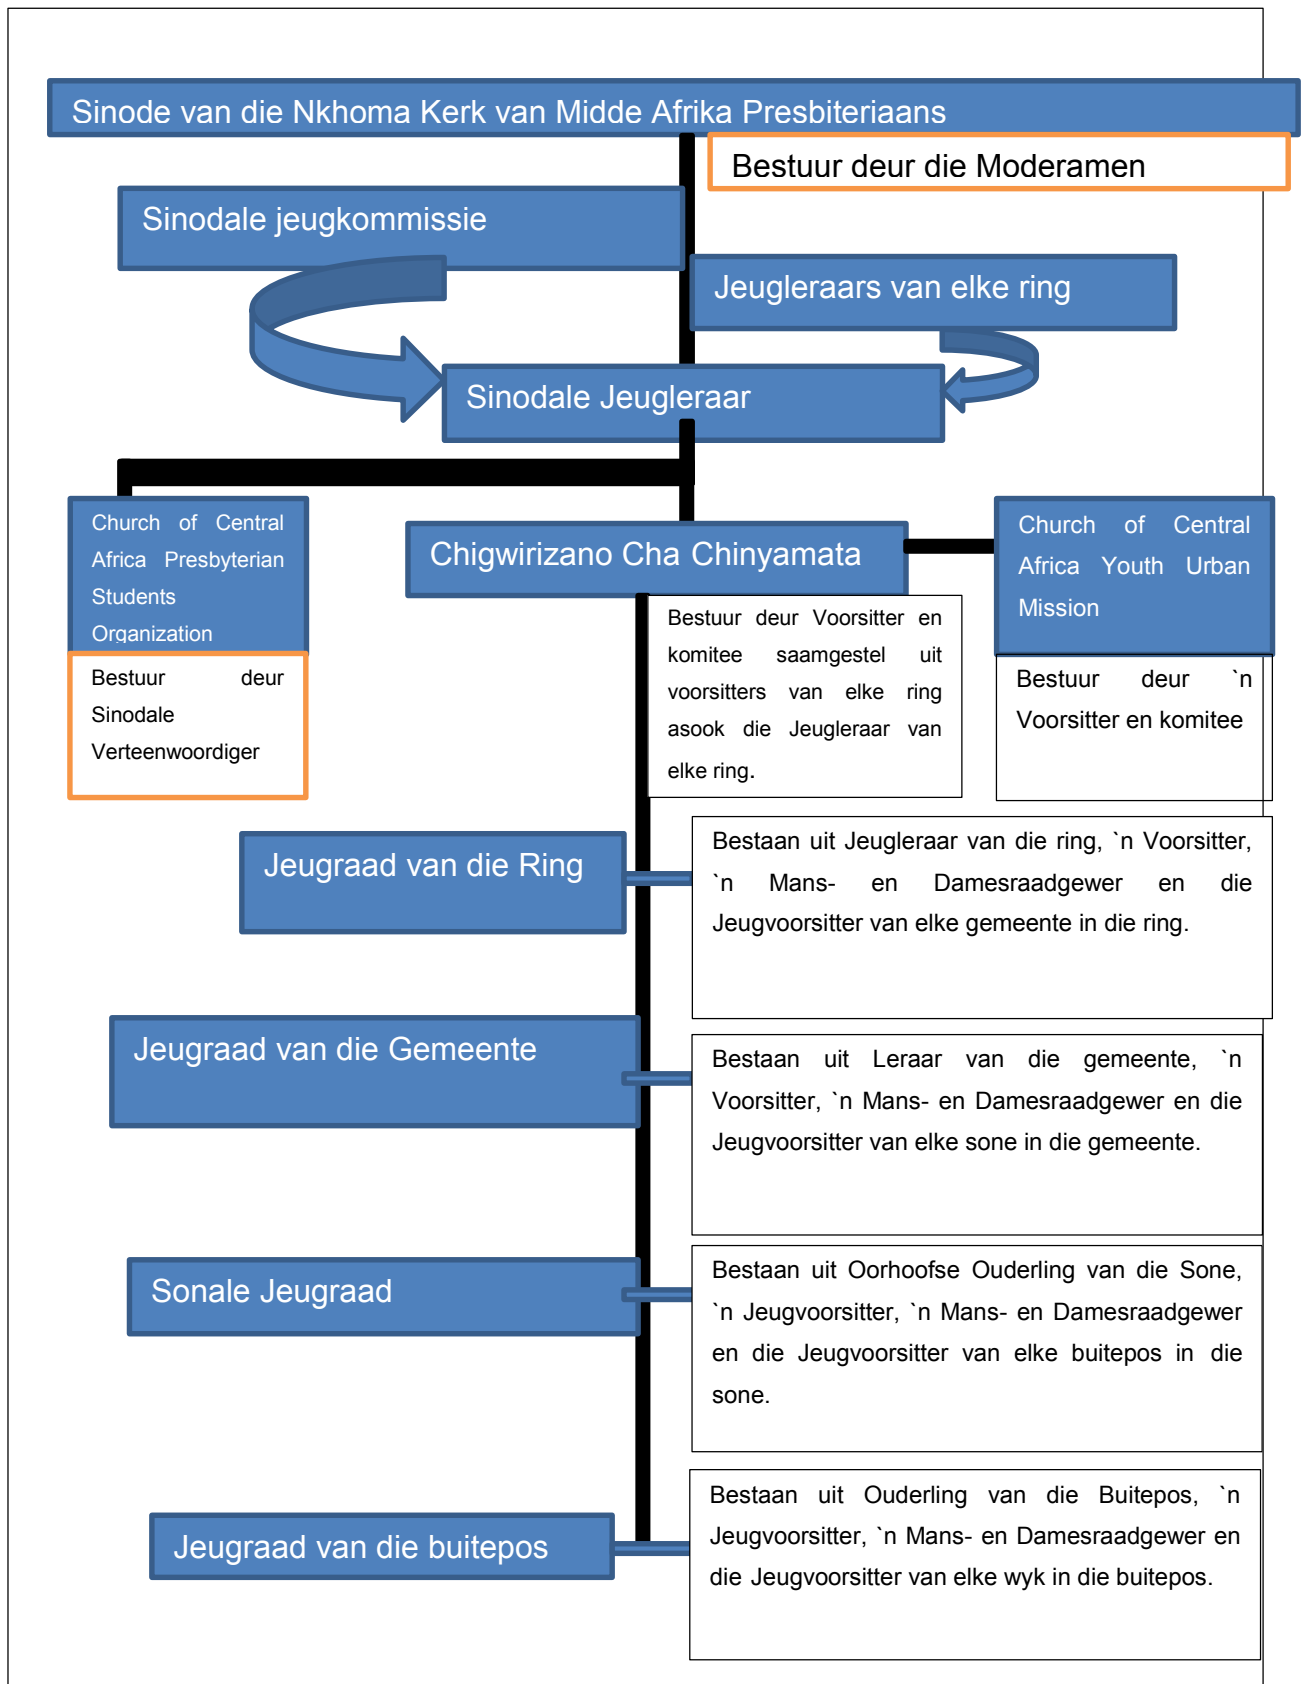 Sinode van die Nkhoma Kerk van Midde Afrika Presbiteriaans
Bestuur deur die Moderamen
Sinodale jeugkommissie
Jeugleraars van elke ring
Sinodale Jeugleraar
Church of Central
Africa Presbyterian
Students
Organization
Bestuur deur
Sinodale
Verteenwoordiger
Chigwirizano Cha Chinyamata
Bestuur deur Voorsitter en
komitee saamgestel uit
voorsitters van elke ring
asook die Jeugleraar van
elke ring.
Church of Central
Africa Youth Urban
Mission
Bestuur deur `n
Voorsitter en komitee
Jeugraad van die Ring
Bestaan uit Jeugleraar van die ring, `n Voorsitter,
`n Mans- en Damesraadgewer en die
Jeugvoorsitter van elke gemeente in die ring.
Jeugraad van die Gemeente
Bestaan uit Leraar van die gemeente, `n
Voorsitter, `n Mans- en Damesraadgewer en die
Jeugvoorsitter van elke sone in die gemeente.
Sonale Jeugraad
Bestaan uit Oorhoofse Ouderling van die Sone,
`n Jeugvoorsitter, `n Mans- en Damesraadgewer
en die Jeugvoorsitter van elke buitepos in die
sone.
Jeugraad van die buitepos
Bestaan uit Ouderling van die Buitepos, `n
Jeugvoorsitter, `n Mans- en Damesraadgewer en
die Jeugvoorsitter van elke wyk in die buitepos.